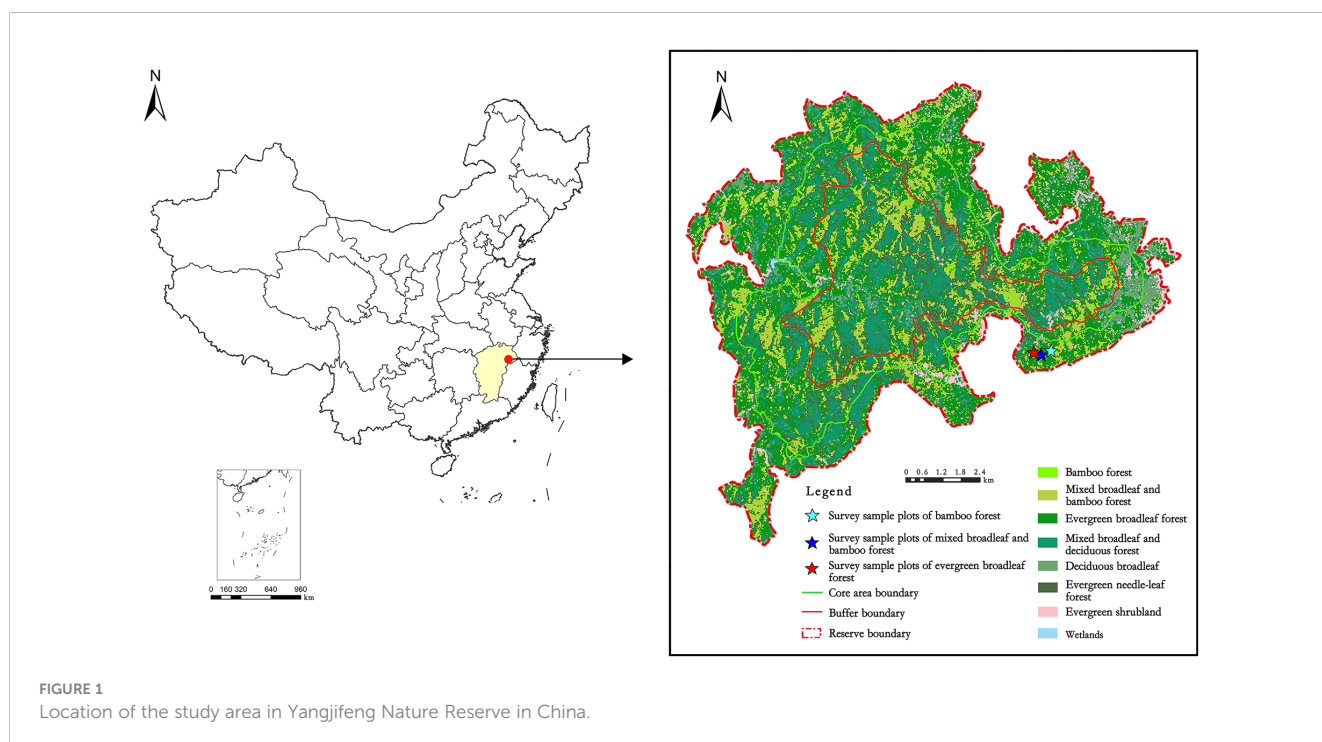 N
0 160 320 640 960
km
N
0 0.6 1.2 1.8 2.4
km
Legend
Survey sample plots of bamboo forest
Survey sample plots of mixed broadleaf and
bamboo forest
Survey sample plots of evergreen broadleaf
forest
Core area boundary
Buffer boundary
Reserve boundary
Bamboo forest
Mixed broadleaf and
bamboo forest
Evergreen broadleaf forest
Mixed broadleaf and
deciduous forest
Deciduous broadleaf
Evergreen needle-leaf
forest
Evergreen shrubland
Wetlands
FIGURE 1
Location of the study area in Yangjifeng Nature Reserve in China.